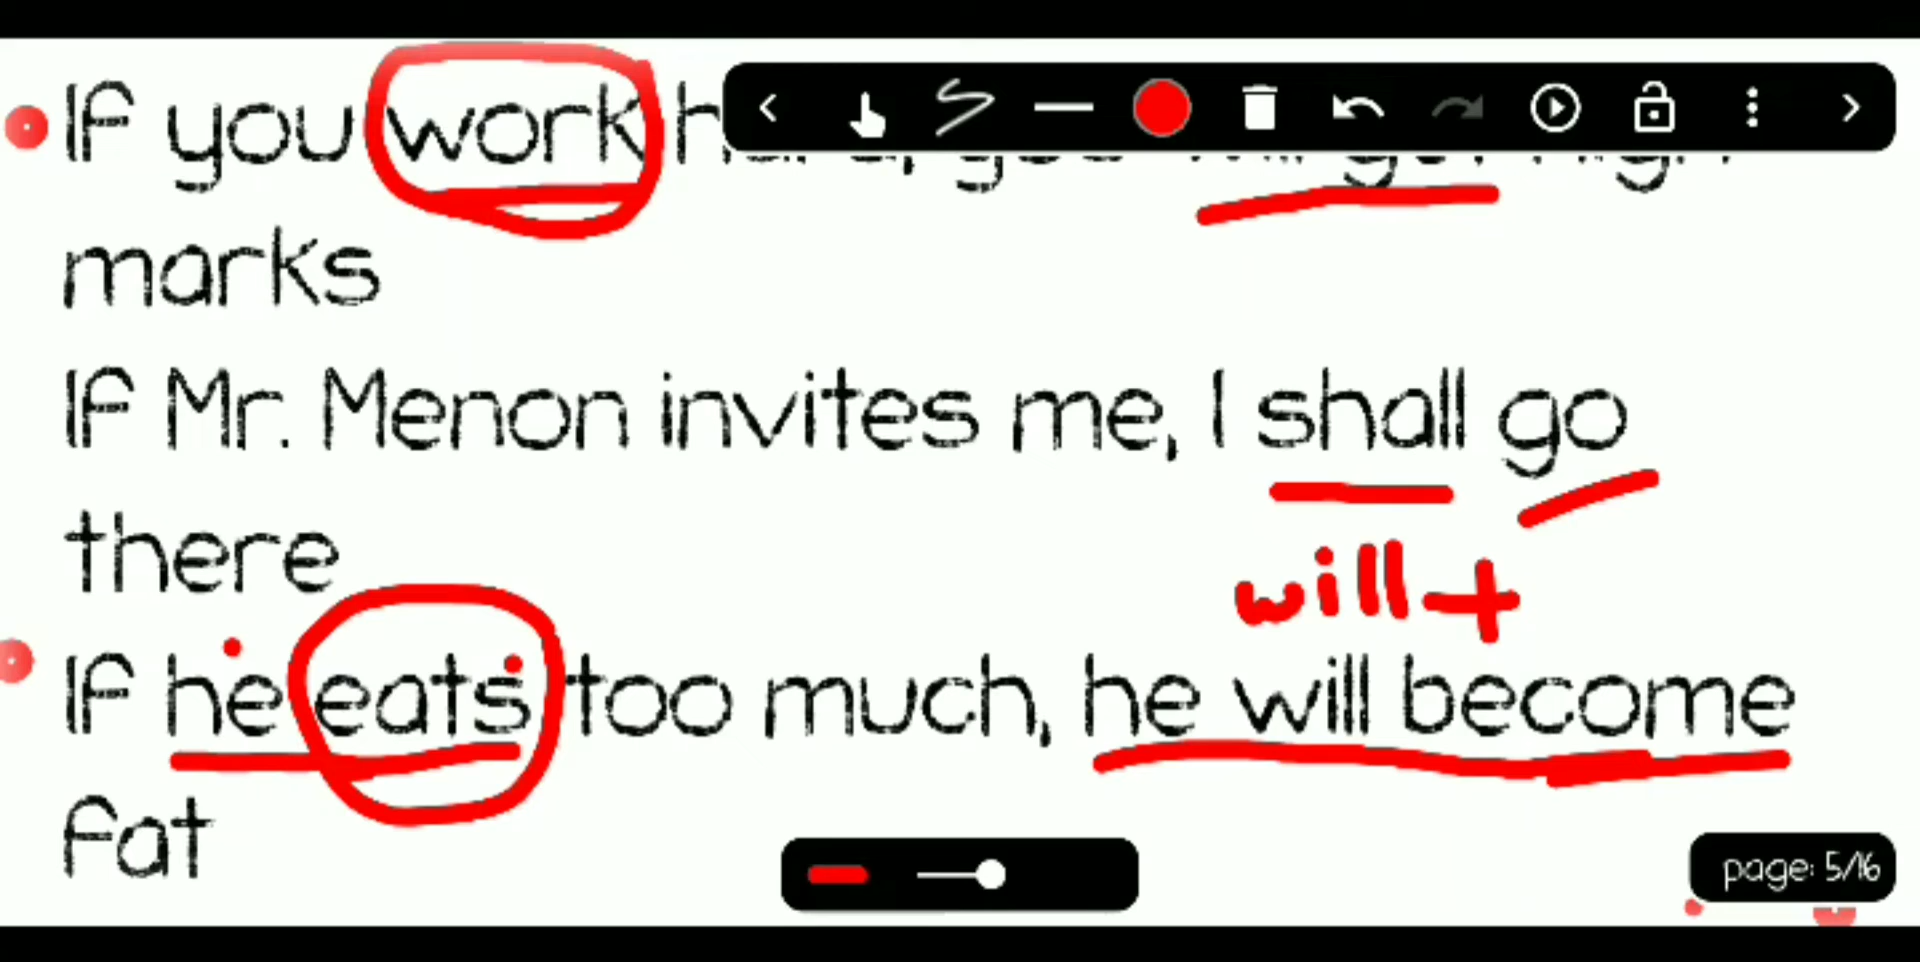 If you work
marks
If Mr. Menon invites me, I shall go
there
will +
If he eats too much, he will become
fat
page: 5/16